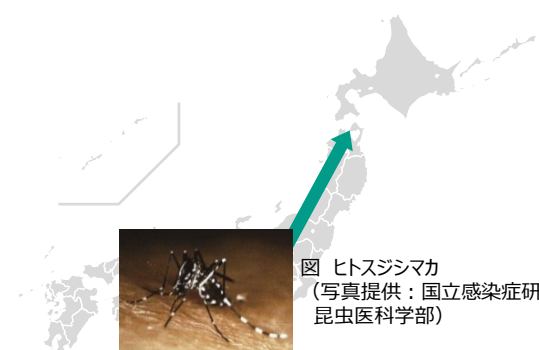 図 ヒトスジシマカ
（写真提供：国立感染症研
昆虫医科学部）